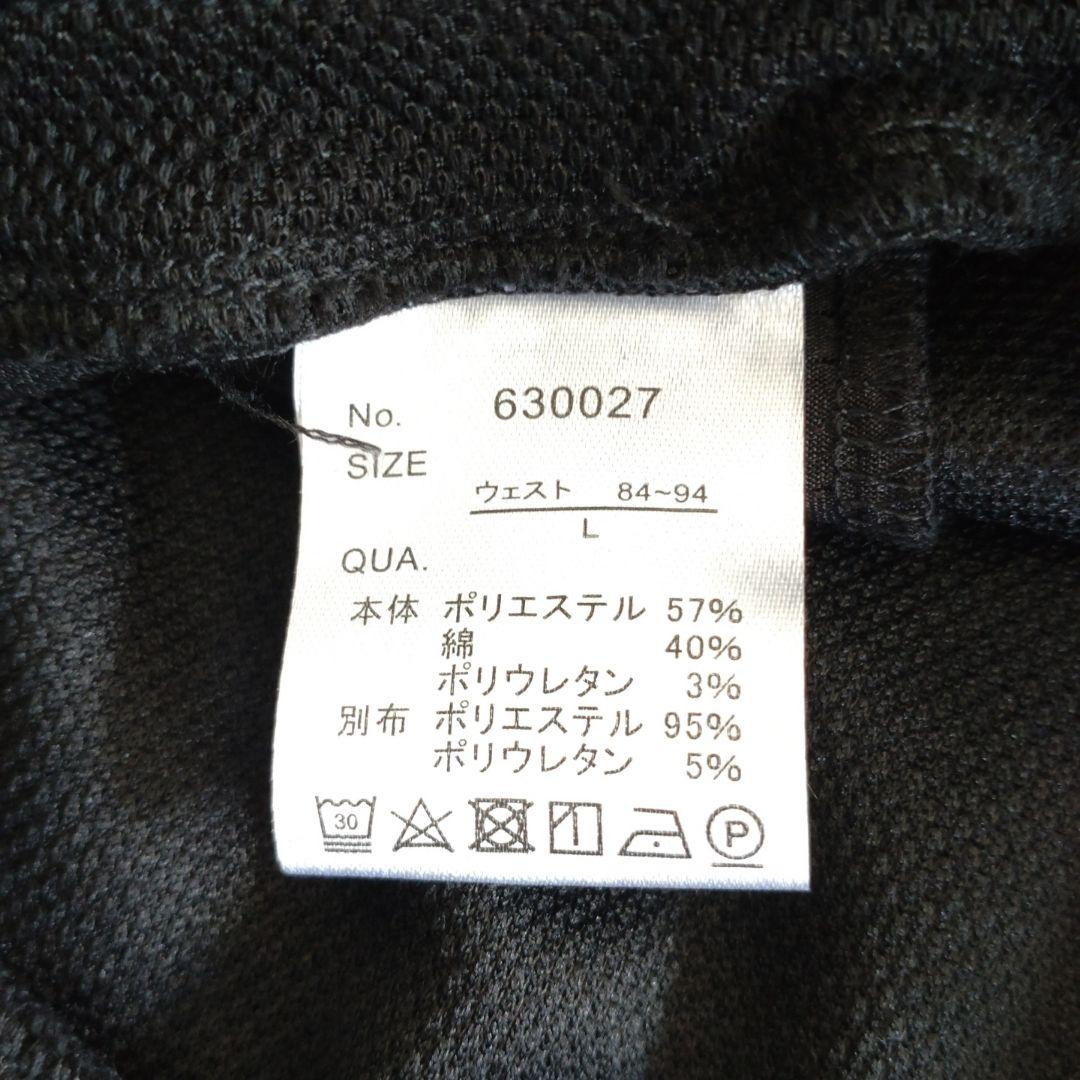 No. 630027
SIZE
ウェスト 84~94
L
QUA.
本体 ポリエステル 57%
綿 40%
ポリウレタン 3%
別布 ポリエステル 95%
ポリウレタン 5%
30 P